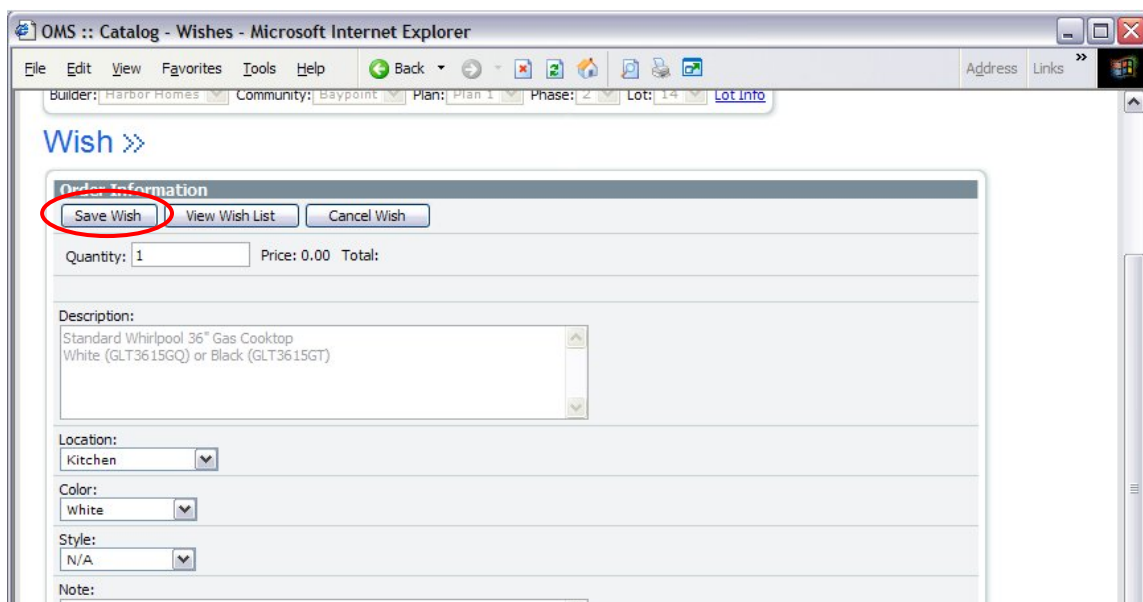 OMS :: Catalog - Wishes - Microsoft Internet Explorer
File Edit View Favorites Tools Help Back Address Links »
Builder: Harbor Homes Community: Baypoint Plan: Plan 1 Phase: 2 Lot: 14 Lot Info
Wish >>
Order Information
Save Wish View Wish List Cancel Wish
Quantity: 1 Price: 0.00 Total:
Description:
Standard Whirlpool 36" Gas Cooktop
White (GLT3615GQ) or Black (GLT3615GT)
Location:
Kitchen
Color:
White
Style:
N/A
Note: